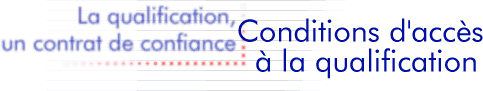 La qualification,
un contrat de confiance
Conditions d'accès
à la qualification